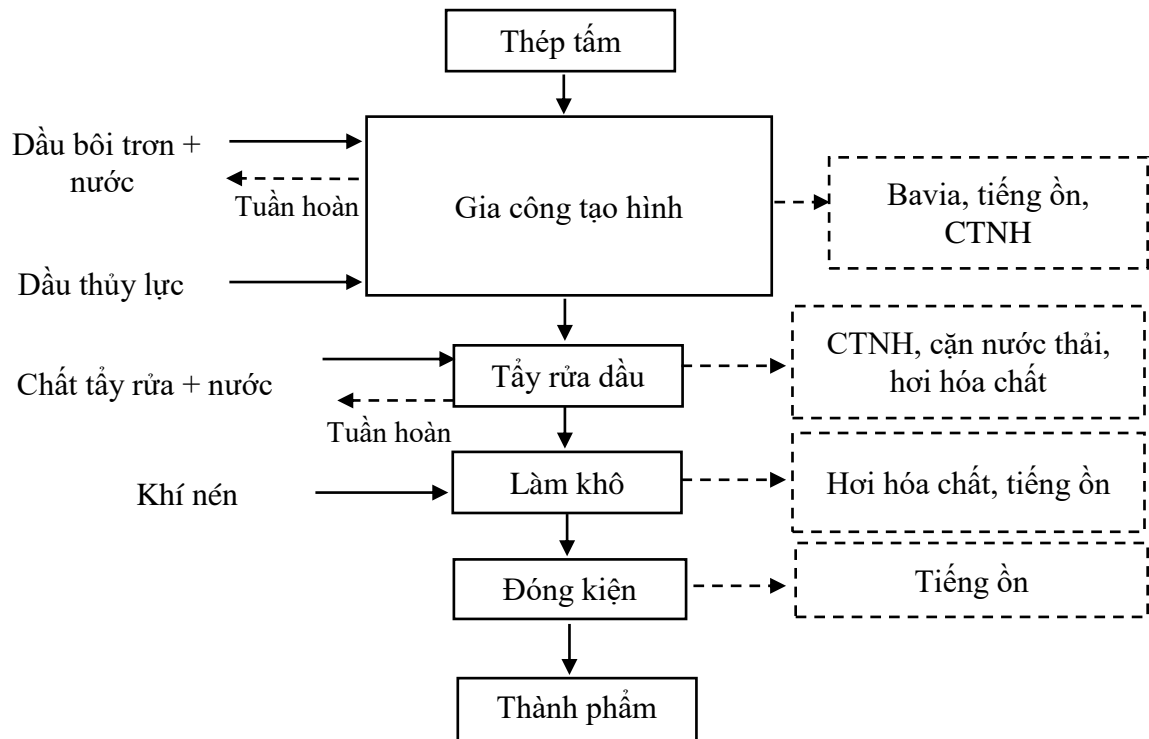 Thép tấm
Dầu bôi trơn +
nước
Tuần hoàn
Gia công tạo hình
Bavia, tiếng ồn,
CTNH
Dầu thủy lực
Chất tẩy rửa + nước
Tuần hoàn
Tẩy rửa dầu
CTNH, cặn nước thải,
hơi hóa chất
Khí nén
Làm khô
Hơi hóa chất, tiếng ồn
Đóng kiện
Tiếng ồn
Thành phẩm